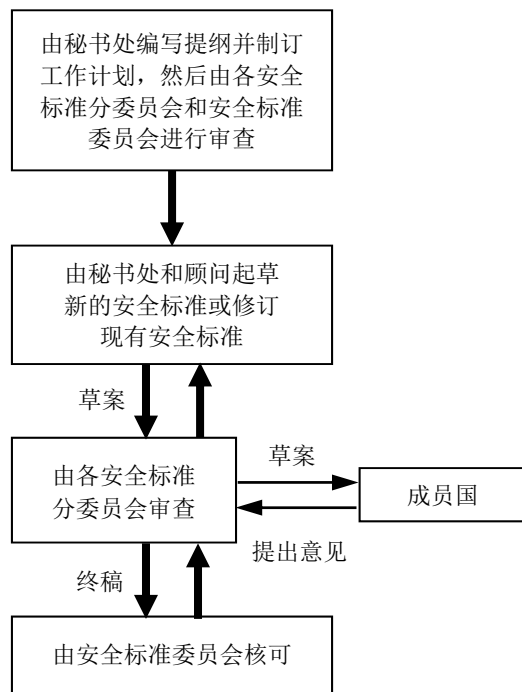 由秘书处编写提纲并制订
工作计划，然后由各安全
标准分委员会和安全标准
委员会进行审查
由秘书处和顾问起草
新的安全标准或修订
现有安全标准
草案
由各安全标准
分委员会审查
草案
成员国
提出意见
终稿
由安全标准委员会核可